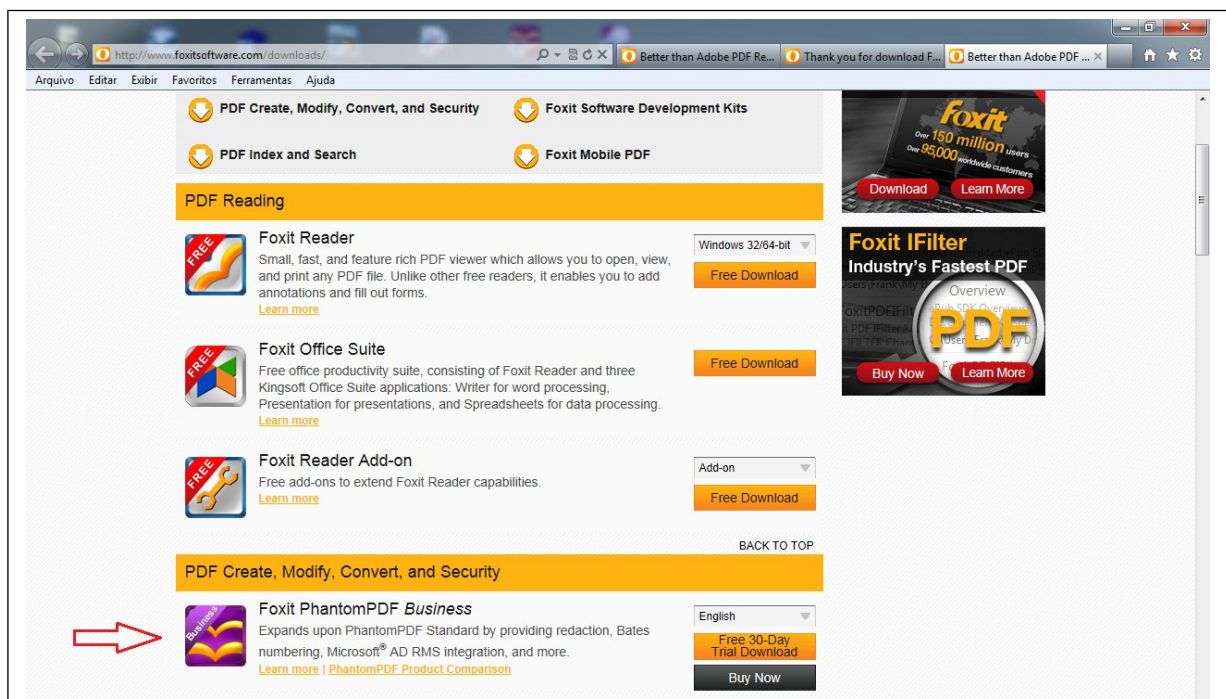 http://www.foxitsoftware.com/downloads/
Better than Adobe PDF Re...
Thank you for download F...
Better than Adobe PDF ...
Arquivo Editar Exibir Favoritos Ferramentas Ajuda
PDF Create, Modify, Convert, and Security
Foxit Software Development Kits
PDF Index and Search
Foxit Mobile PDF
PDF Reading
FREE
Foxit Reader
Small, fast, and feature rich PDF viewer which allows you to open, view,
and print any PDF file. Unlike other free readers, it enables you to add
annotations and fill out forms.
Learn more
Windows 32/64-bit
Free Download
FREE
Foxit Office Suite
Free office productivity suite, consisting of Foxit Reader and three
Kingsoft Office Suite applications: Writer for word processing,
Presentation for presentations, and Spreadsheets for data processing.
Learn more
Free Download
FREE
Foxit Reader Add-on
Free add-ons to extend Foxit Reader capabilities.
Learn more
Add-on
Free Download
BACK TO TOP
PDF Create, Modify, Convert, and Security
Business
Foxit PhantomPDF Business
Expands upon PhantomPDF Standard by providing redaction, Bates
numbering, Microsoft® AD RMS integration, and more.
Learn more | PhantomPDF Product Comparison
English
Free 30-Day
Trial Download
Buy Now
Foxit
Over 150 million users
Over 95,000 worldwide customers
Download
Learn More
Foxit IFilter
Industry's Fastest PDF
Overview
PDF
Buy Now
Learn More